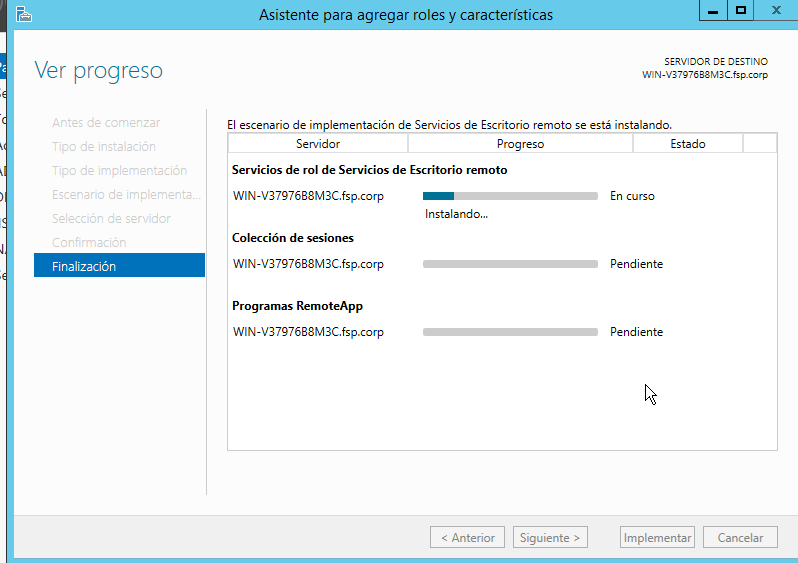 Asistente para agregar roles y características
Ver progreso
SERVIDOR DE DESTINO
WIN-V37976B8M3C.fsp.corp
Antes de comenzar
Tipo de instalación
Tipo de implementación
Escenario de implementa...
Selección de servidor
Confirmación
Finalización
El escenario de implementación de Servicios de Escritorio remoto se está instalando.
Servidor Progreso Estado
Servicios de rol de Servicios de Escritorio remoto
WIN-V37976B8M3C.fsp.corp En curso
Instalando...
Colección de sesiones
WIN-V37976B8M3C.fsp.corp Pendiente
Programas RemoteApp
WIN-V37976B8M3C.fsp.corp Pendiente
< Anterior Siguiente > Implementar Cancelar